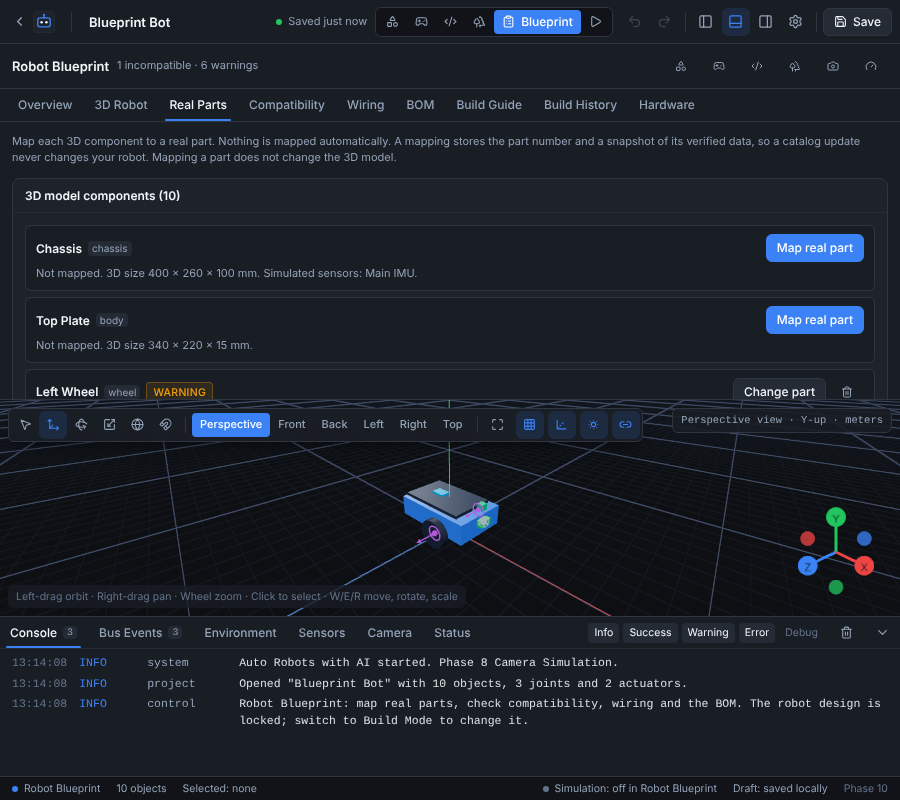 Blueprint Bot
Saved just now
Blueprint
Save
Robot Blueprint
1 incompatible · 6 warnings
Overview
3D Robot
Real Parts
Compatibility
Wiring
BOM
Build Guide
Build History
Hardware
Map each 3D component to a real part. Nothing is mapped automatically. A mapping stores the part number and a snapshot of its verified data, so a catalog update
never changes your robot. Mapping a part does not change the 3D model.
3D model components (10)
Chassis chassis
Map real part
Not mapped. 3D size 400 × 260 × 100 mm. Simulated sensors: Main IMU.
Top Plate body
Map real part
Not mapped. 3D size 340 × 220 × 15 mm.
Left Wheel wheel WARNING
Change part
Perspective
Front
Back
Left
Right
Top
Perspective view · Y-up · meters
Y
Z
X
Left-drag orbit · Right-drag pan · Wheel zoom · Click to select · W/E/R move, rotate, scale
Console 3
Bus Events 3
Environment
Sensors
Camera
Status
Info
Success
Warning
Error
Debug
13:14:08 INFO system Auto Robots with AI started. Phase 8 Camera Simulation.
13:14:08 INFO project Opened "Blueprint Bot" with 10 objects, 3 joints and 2 actuators.
13:14:08 INFO control Robot Blueprint: map real parts, check compatibility, wiring and the BOM. The robot design is
locked; switch to Build Mode to change it.
Robot Blueprint
10 objects
Selected: none
Simulation: off in Robot Blueprint
Draft: saved locally
Phase 10